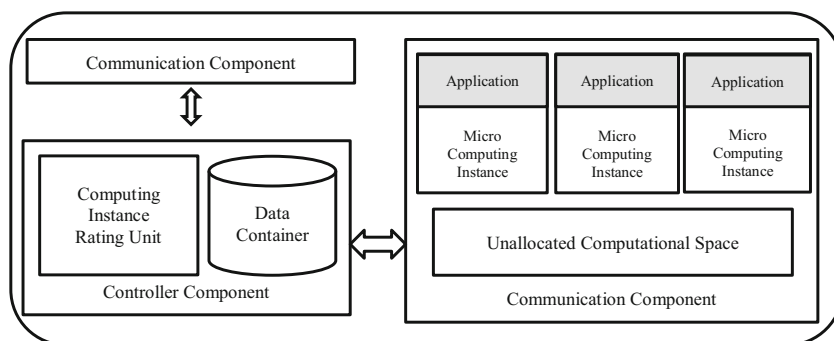 Communication Component
Computing
Instance
Rating Unit
Data
Container
Controller Component
Application
Micro
Computing
Instance
Application
Micro
Computing
Instance
Application
Micro
Computing
Instance
Unallocated Computational Space
Communication Component